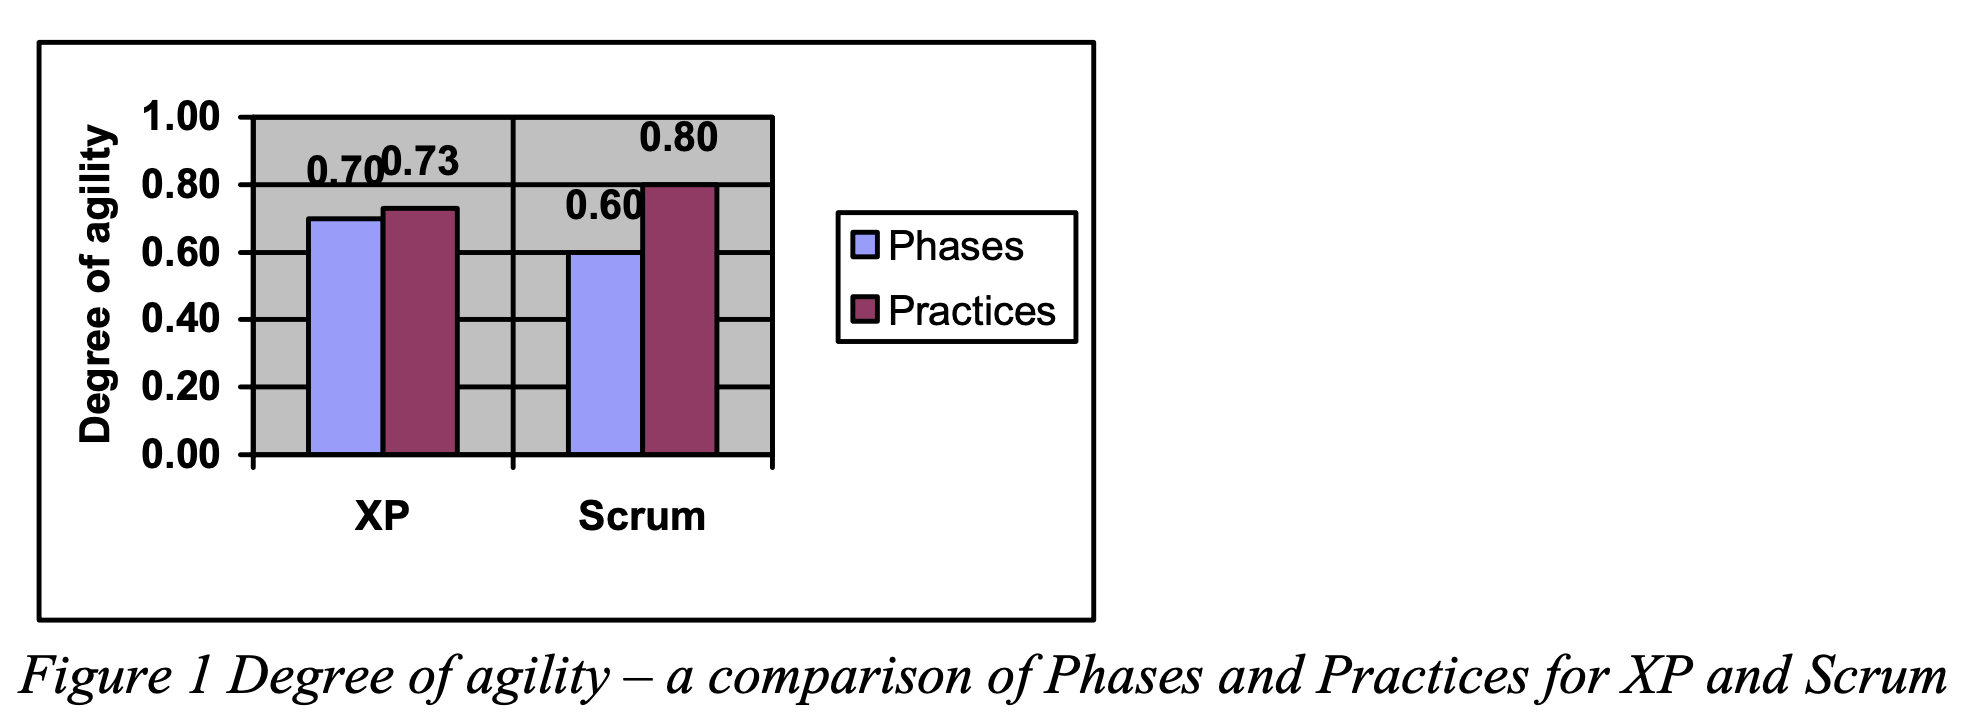 Degree of agility
1.00
0.80
0.60
0.40
0.20
0.00
0.70
0.73
0.60
0.80
XP
Scrum
Phases
Practices
Figure 1 Degree of agility – a comparison of Phases and Practices for XP and Scrum